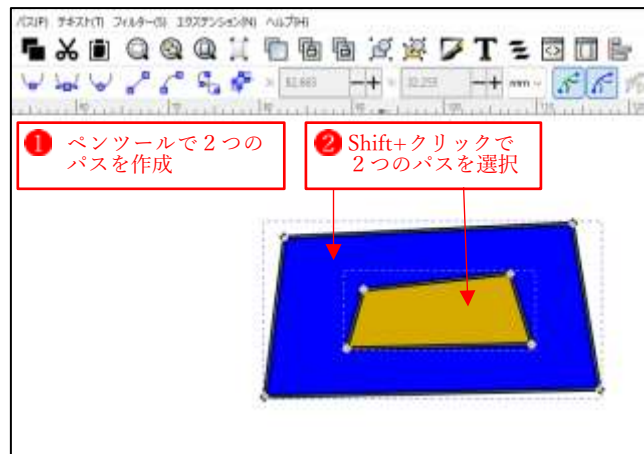 パス(P) テキスト(T) フィルター(S) エクステンション(N) ヘルプ(H)
T
mm
❶ ペンツールで２つの
パスを作成
❷ Shift+クリックで
２つのパスを選択